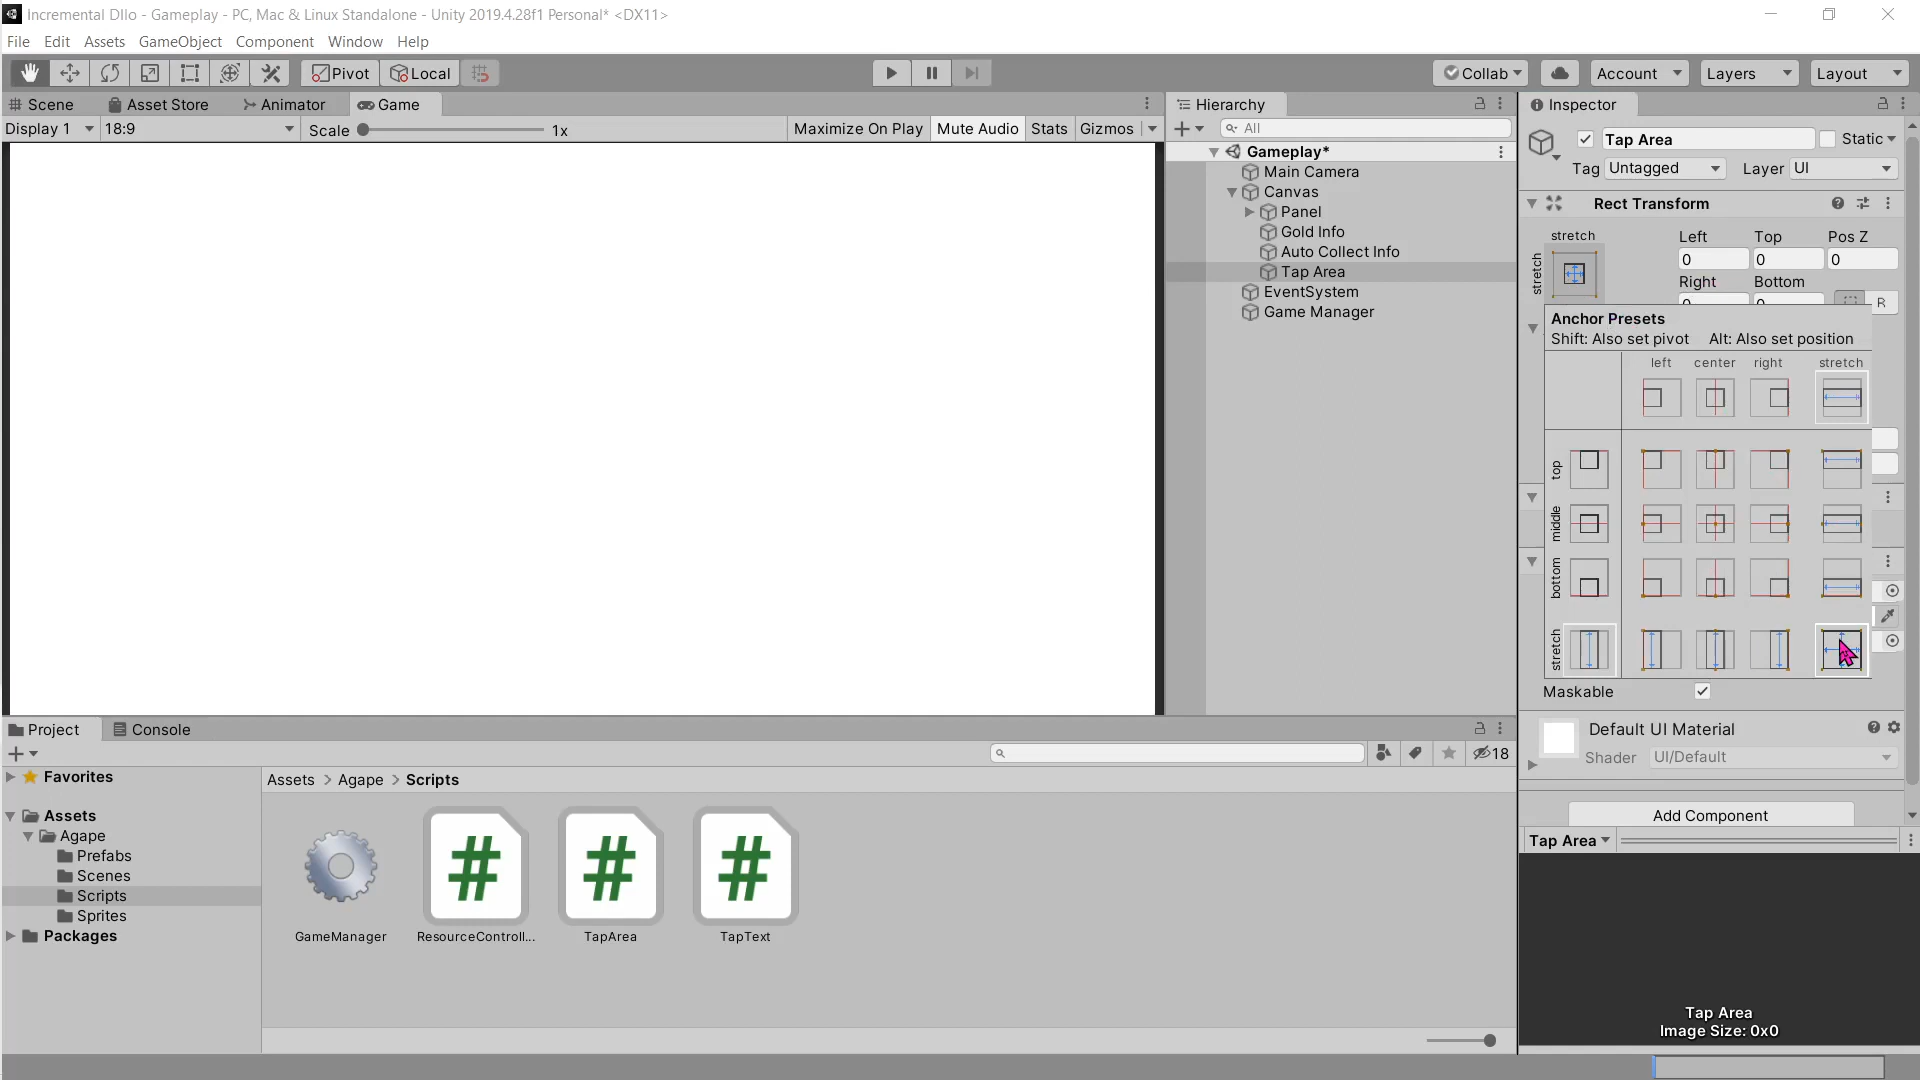 Incremental DIlo - Gameplay - PC, Mac & Linux Standalone - Unity 2019.4.28f1 Personal* <DX11>
File Edit Assets GameObject Component Window Help
Pivot Local Collab Account Layers Layout
Scene Asset Store Animator Game
Display 1 18:9 Scale 1x Maximize On Play Mute Audio Stats Gizmos
Hierarchy
All
Gameplay*
Main Camera
Canvas
Panel
Gold Info
Auto Collect Info
Tap Area
EventSystem
Game Manager
Inspector
Tap Area Static
Tag Untagged Layer UI
Rect Transform
stretch
stretch
Left Top Pos Z
0 0 0
Right Bottom
R
Anchor Presets
Shift: Also set pivot Alt: Also set position
left center right stretch
top
middle
bottom
stretch
Maskable
Default UI Material
Shader UI/Default
Add Component
Tap Area
Tap Area
Image Size: 0x0
Project Console
18
Favorites
Assets
Agape
Prefabs
Scenes
Scripts
Sprites
Packages
Assets > Agape > Scripts
GameManager ResourceControll... TapArea TapText